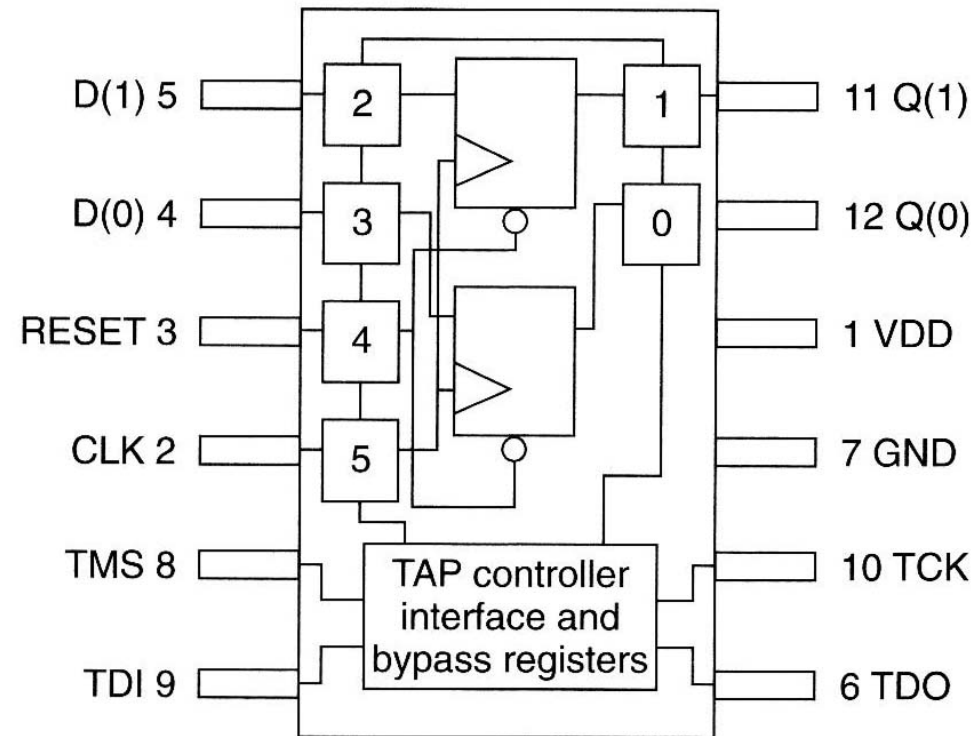 D(1) 5
2
1
11 Q(1)
D(0) 4
3
0
12 Q(0)
RESET 3
4
1 VDD
CLK 2
5
7 GND
TMS 8
TAP controller
interface and
bypass registers
10 TCK
TDI 9
6 TDO